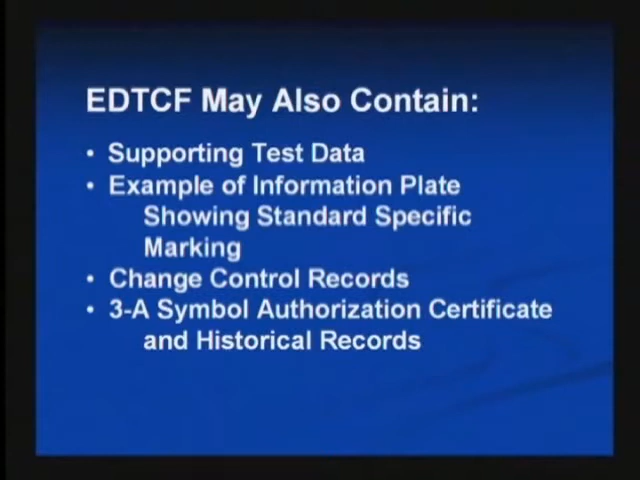 EDTCF May Also Contain:
• Supporting Test Data
• Example of Information Plate
Showing Standard Specific
Marking
• Change Control Records
• 3-A Symbol Authorization Certificate
and Historical Records